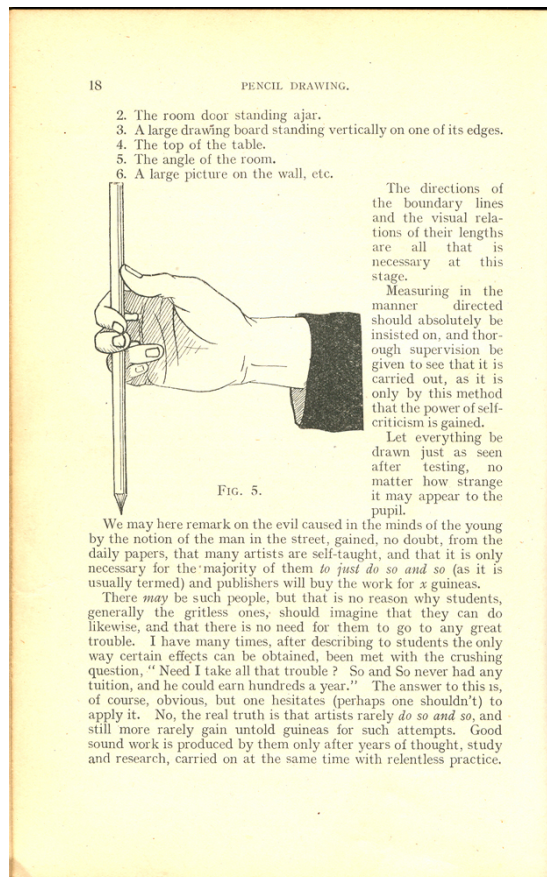 18 PENCIL DRAWING.
2. The room door standing ajar.
3. A large drawing board standing vertically on one of its edges.
4. The top of the table.
5. The angle of the room.
6. A large picture on the wall, etc.
The directions of
the boundary lines
and the visual rela-
tions of their lengths
are all that is
necessary at this
stage.
Measuring in the
manner directed
should absolutely be
insisted on, and thor-
ough supervision be
given to see that it is
carried out, as it is
only by this method
that the power of self-
criticism is gained.
Let everything be
drawn just as seen
after testing, no
matter how strange
it may appear to the
pupil.
FIG. 5.
We may here remark on the evil caused in the minds of the young
by the notion of the man in the street, gained, no doubt, from the
daily papers, that many artists are self-taught, and that it is only
necessary for the majority of them to just do so and so (as it is
usually termed) and publishers will buy the work for x guineas.
There may be such people, but that is no reason why students,
generally the gritless ones, should imagine that they can do
likewise, and that there is no need for them to go to any great
trouble. I have many times, after describing to students the only
way certain effects can be obtained, been met with the crushing
question, " Need I take all that trouble ? So and So never had any
tuition, and he could earn hundreds a year." The answer to this is,
of course, obvious, but one hesitates (perhaps one shouldn't) to
apply it. No, the real truth is that artists rarely do so and so, and
still more rarely gain untold guineas for such attempts. Good
sound work is produced by them only after years of thought, study
and research, carried on at the same time with relentless practice.